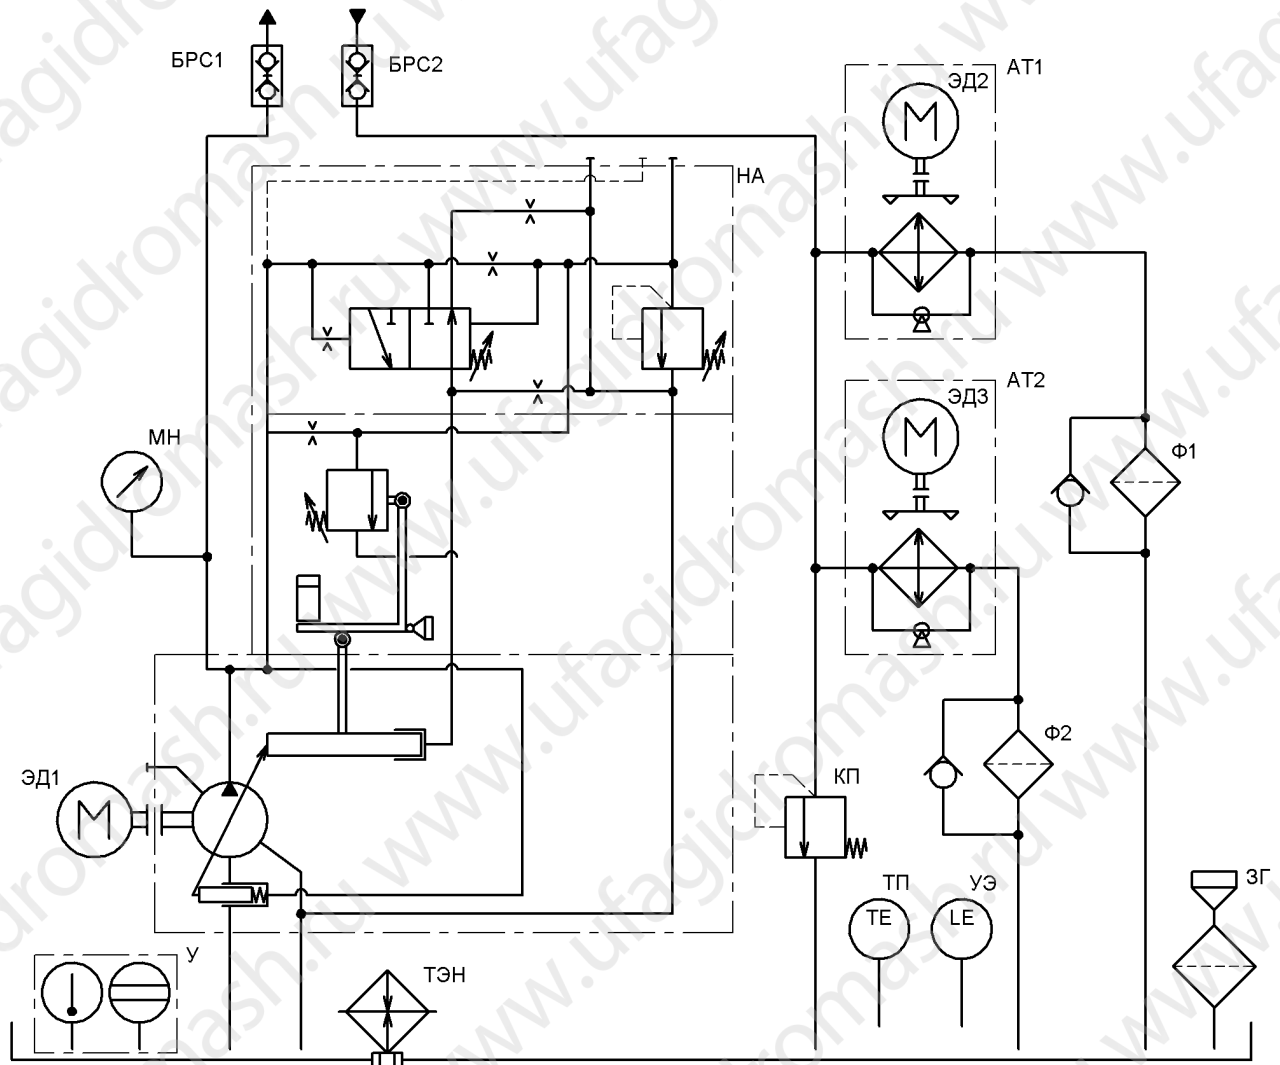 БРС1
БРС2
АТ1
ЭД2
М
НА
АТ2
ЭД3
М
МН
Ф1
Ф2
ЭД1
М
КП
ТП
УЭ
ЗГ
TE
LE
У
ТЭН
www.ufagidromash.ru